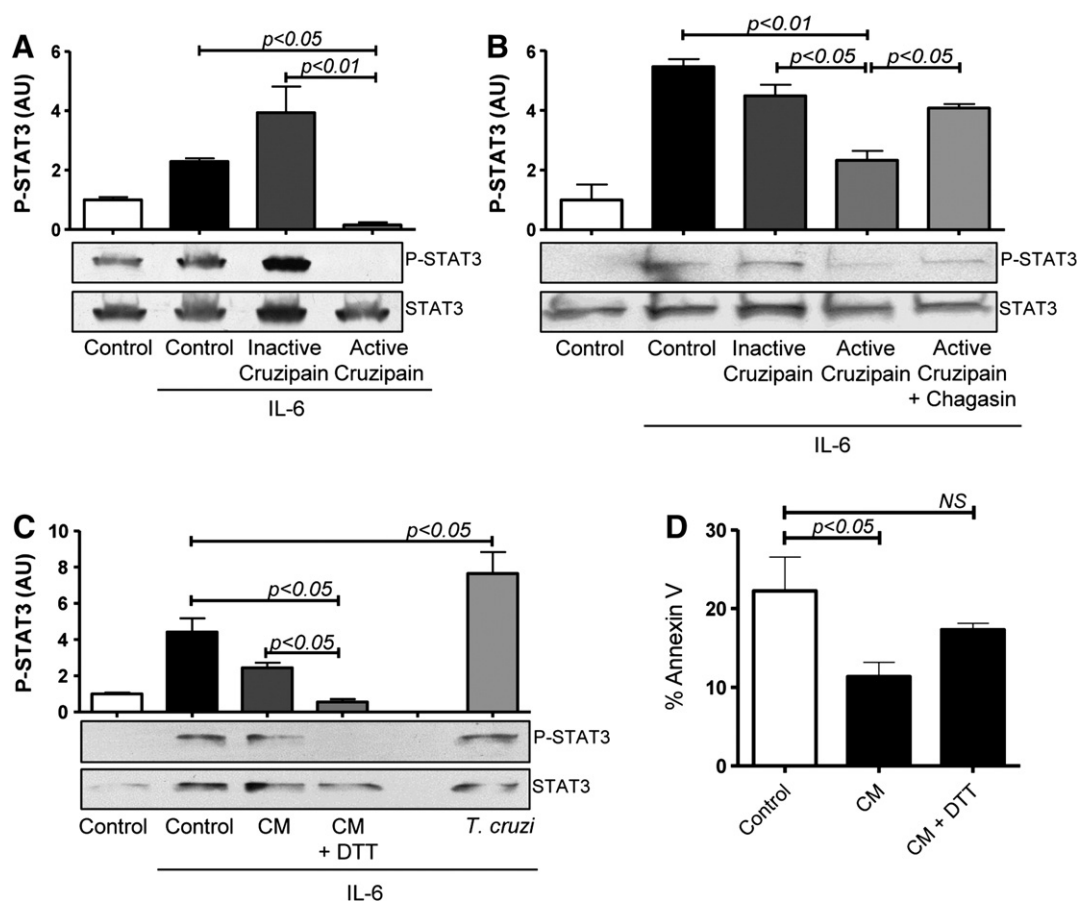 A
P-STAT3 (AU)
6
4
2
0
p<0.05
p<0.01
P-STAT3
STAT3
Control Control Inactive Cruzipain Active Cruzipain
IL-6
B
P-STAT3 (AU)
6
4
2
0
p<0.01
p<0.05 p<0.05
P-STAT3
STAT3
Control Control Inactive Cruzipain Active Cruzipain Active Cruzipain + Chagasin
IL-6
C
P-STAT3 (AU)
10
8
6
4
2
0
p<0.05
p<0.05
p<0.05
P-STAT3
STAT3
Control Control CM CM + DTT T. cruzi
IL-6
D
% Annexin V
30
20
10
0
NS
p<0.05
Control
CM
CM + DTT